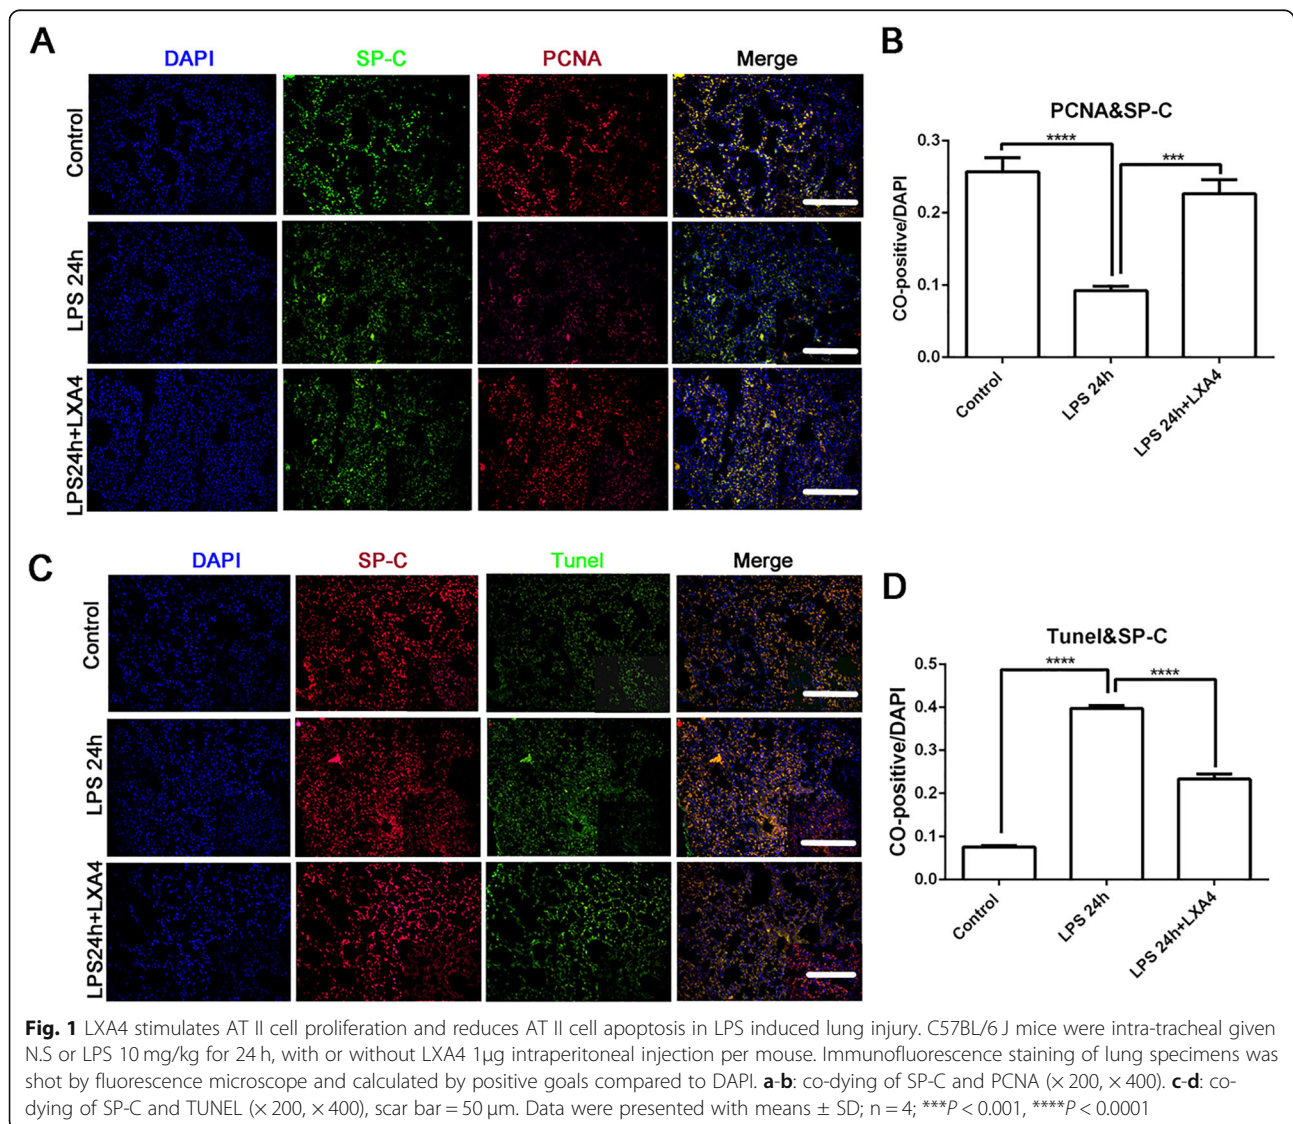 A
DAPI SP-C PCNA Merge
Control
LPS 24h
LPS24h+LXA4
B
PCNA&SP-C
CO-positive/DAPI
0.3
0.2
0.1
0.0
**** ***
Control LPS 24h LPS 24h+LXA4
C
DAPI SP-C Tunel Merge
Control
LPS 24h
LPS24h+LXA4
D
Tunel&SP-C
CO-positive/DAPI
0.5
0.4
0.3
0.2
0.1
0.0
**** ****
Control LPS 24h LPS 24h+LXA4
Fig. 1 LXA4 stimulates AT II cell proliferation and reduces AT II cell apoptosis in LPS induced lung injury. C57BL/6 J mice were intra-tracheal given
N.S or LPS 10 mg/kg for 24 h, with or without LXA4 1μg intraperitoneal injection per mouse. Immunofluorescence staining of lung specimens was
shot by fluorescence microscope and calculated by positive goals compared to DAPI. a-b: co-dying of SP-C and PCNA (× 200, × 400). c-d: co-
dying of SP-C and TUNEL (× 200, × 400), scar bar = 50 μm. Data were presented with means ± SD; n = 4; ***P < 0.001, ****P < 0.0001